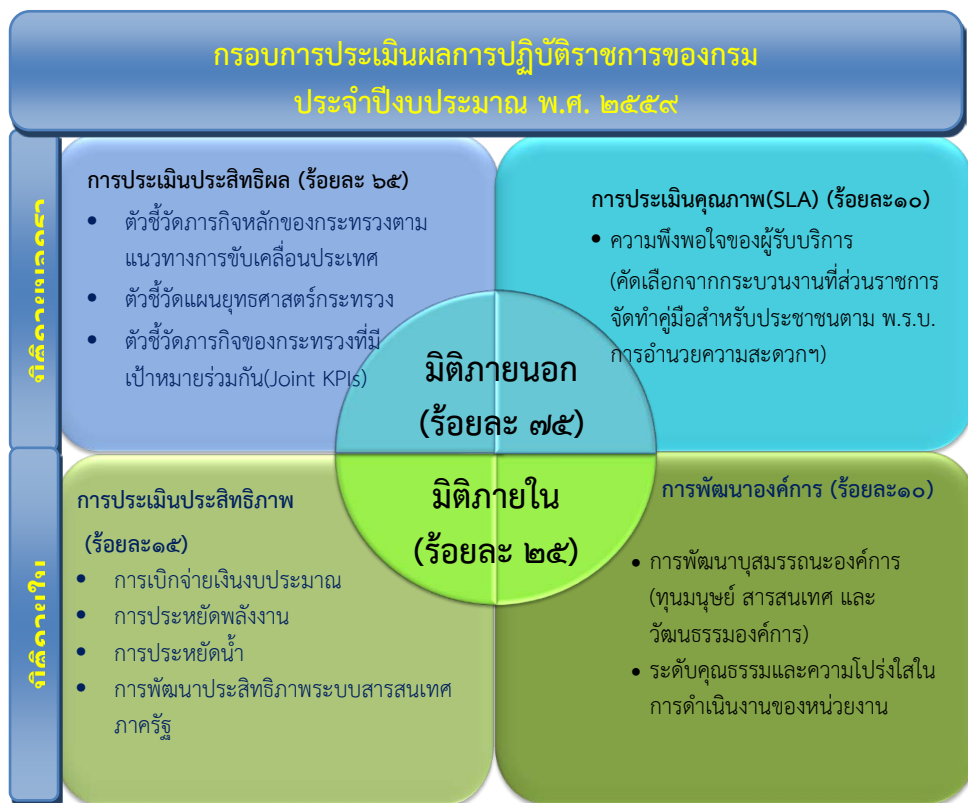 กรอบการประเมินผลการปฏิบัติราชการของกรม
ประจำปีงบประมาณ พ.ศ. ๒๕๕๙
การประเมินประสิทธิผล (ร้อยละ ๖๕)
• ตัวชี้วัดภารกิจหลักของกระทรวงตาม
แนวทางการขับเคลื่อนประเทศ
• ตัวชี้วัดแผนยุทธศาสตร์กระทรวง
• ตัวชี้วัดภารกิจของกระทรวงที่มี
เป้าหมายร่วมกัน(Joint KPIs)
การประเมินคุณภาพ(SLA) (ร้อยละ๑๐)
• ความพึงพอใจของผู้รับบริการ
(คัดเลือกจากกระบวนงานที่ส่วนราชการ
จัดทำคู่มือสำหรับประชาชนตาม พ.ร.บ.
การอำนวยความสะดวกฯ)
มิติภายนอก
(ร้อยละ ๗๕)
มิติภายใน
(ร้อยละ ๒๕)
การประเมินประสิทธิภาพ
(ร้อยละ๑๕)
• การเบิกจ่ายเงินงบประมาณ
• การประหยัดพลังงาน
• การประหยัดน้ำ
• การพัฒนาประสิทธิภาพระบบสารสนเทศ
ภาครัฐ
การพัฒนาองค์การ (ร้อยละ๑๐)
• การพัฒนาบุสมรรถนะองค์การ
(ทุนมนุษย์ สารสนเทศ และ
วัฒนธรรมองค์การ)
• ระดับคุณธรรมและความโปร่งใสใน
การดำเนินงานของหน่วยงาน